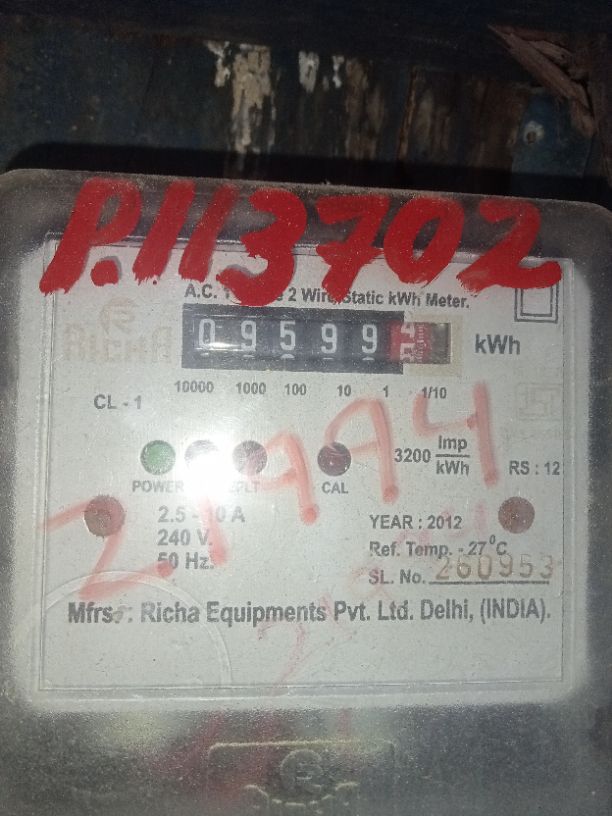 P.113702
A.C. 2 Wire, Static kWh Meter.
RICHA
09599 kWh
10000 1000 100 10 1 1/10
CL - 1
3200 Imp/kWh
RS : 12
POWER CAL
2.5 - 10 A
240 V.
50 Hz.
YEAR : 2012
Ref. Temp. - 27°C
SL. No. 260953
Mfrs.: Richa Equipments Pvt. Ltd. Delhi, (INDIA).